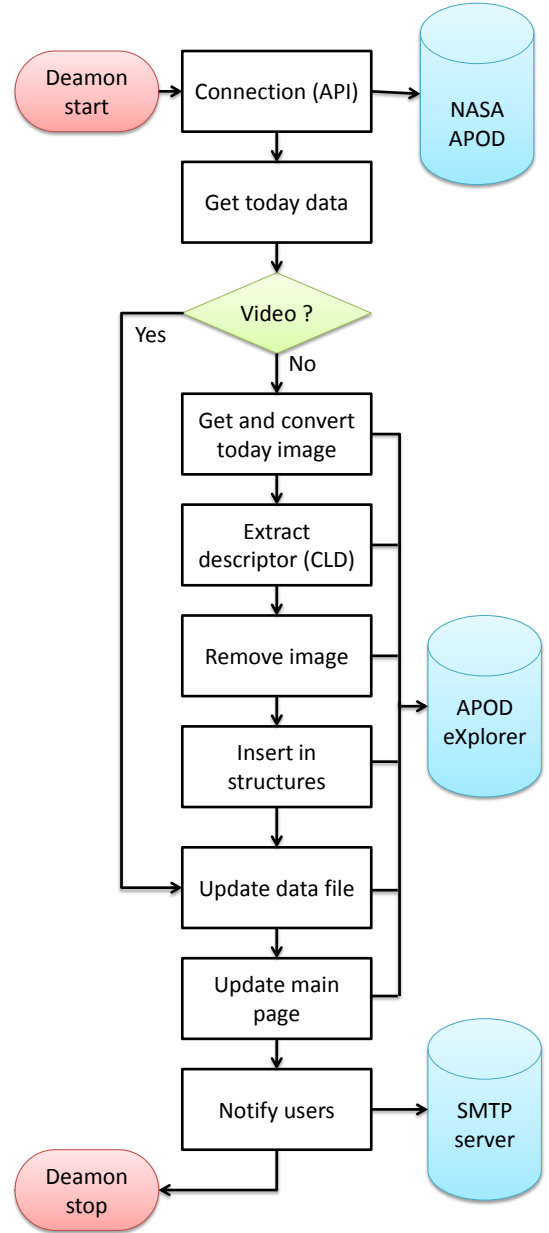 Deamon
start
Connection (API)
NASA
APOD
Get today data
Video ?
Yes
No
Get and convert
today image
Extract
descriptor (CLD)
Remove image
APOD
eXplorer
Insert in
structures
Update data file
Update main
page
Notify users
SMTP
server
Deamon
stop